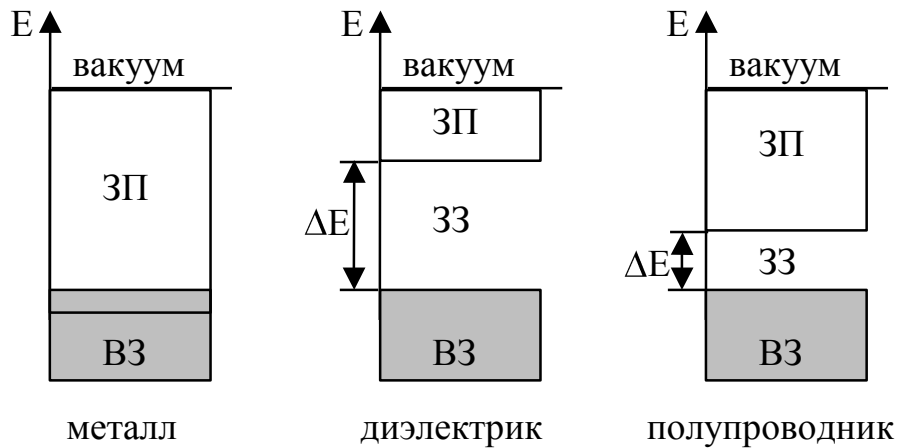 E E E
вакуум вакуум вакуум
ЗП ЗП ЗП
ΔE ЗЗ ΔE ЗЗ
ВЗ ВЗ ВЗ
металл диэлектрик полупроводник